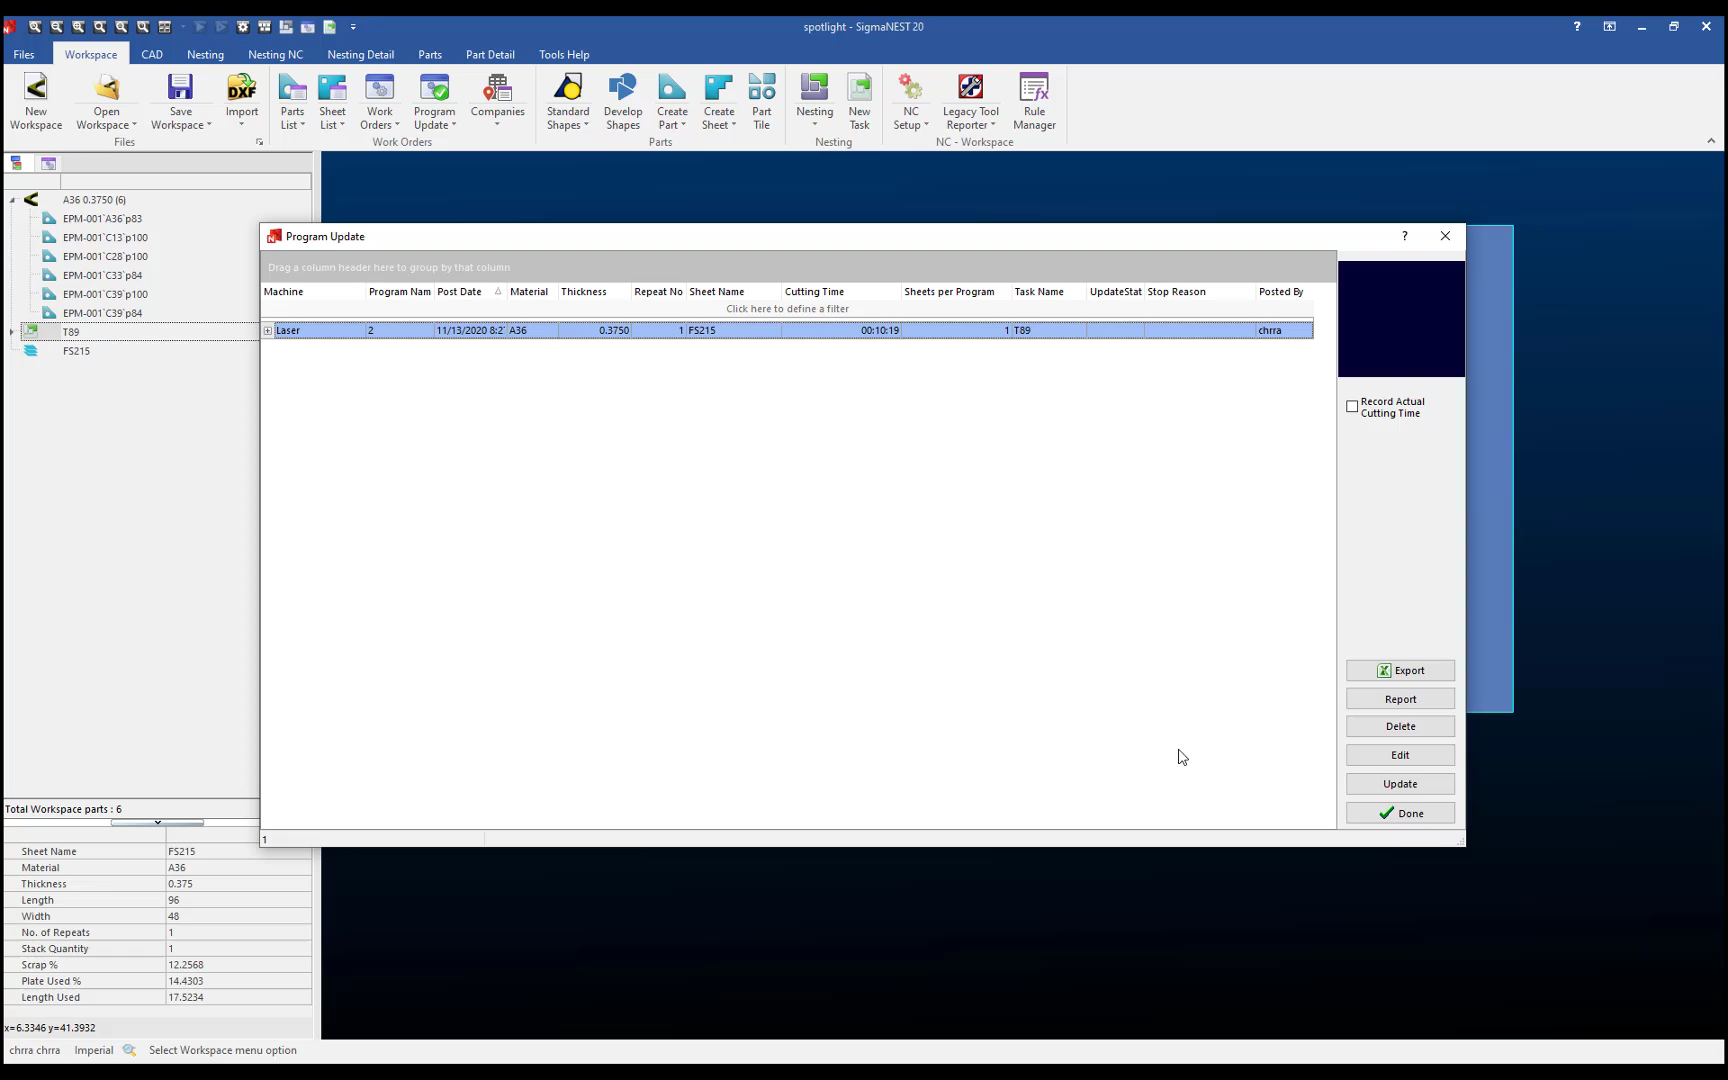 spotlight - SigmaNEST 20
?
Files Workspace CAD Nesting Nesting NC Nesting Detail Parts Part Detail Tools Help
New Workspace
Open Workspace
Save Workspace
DXF
Import
Parts List
Sheet List
Work Orders
Program Update
Companies
Standard Shapes
Develop Shapes
Create Part
Create Sheet
Part Tile
Nesting
New Task
NC Setup
Legacy Tool Reporter
fx
Rule Manager
Files Work Orders Parts Nesting NC - Workspace
A36 0.3750 (6)
EPM-001`A36`p83
EPM-001`C13`p100
EPM-001`C28`p100
EPM-001`C33`p84
EPM-001`C39`p100
EPM-001`C39`p84
T89
FS215
Program Update ?
Drag a column header here to group by that column
Machine Program Nam Post Date Material Thickness Repeat No Sheet Name Cutting Time Sheets per Program Task Name UpdateStat Stop Reason Posted By
Click here to define a filter
Laser 2 11/13/2020 8:2 A36 0.3750 1 FS215 00:10:19 1 T89 chrra
Record Actual
Cutting Time
Export
Report
Delete
Edit
Update
Done
1
Total Workspace parts : 6
Sheet Name FS215
Material A36
Thickness 0.375
Length 96
Width 48
No. of Repeats 1
Stack Quantity 1
Scrap % 12.2568
Plate Used % 14.4303
Length Used 17.5234
x=6.3346 y=41.3932
chrra chrra Imperial Select Workspace menu option